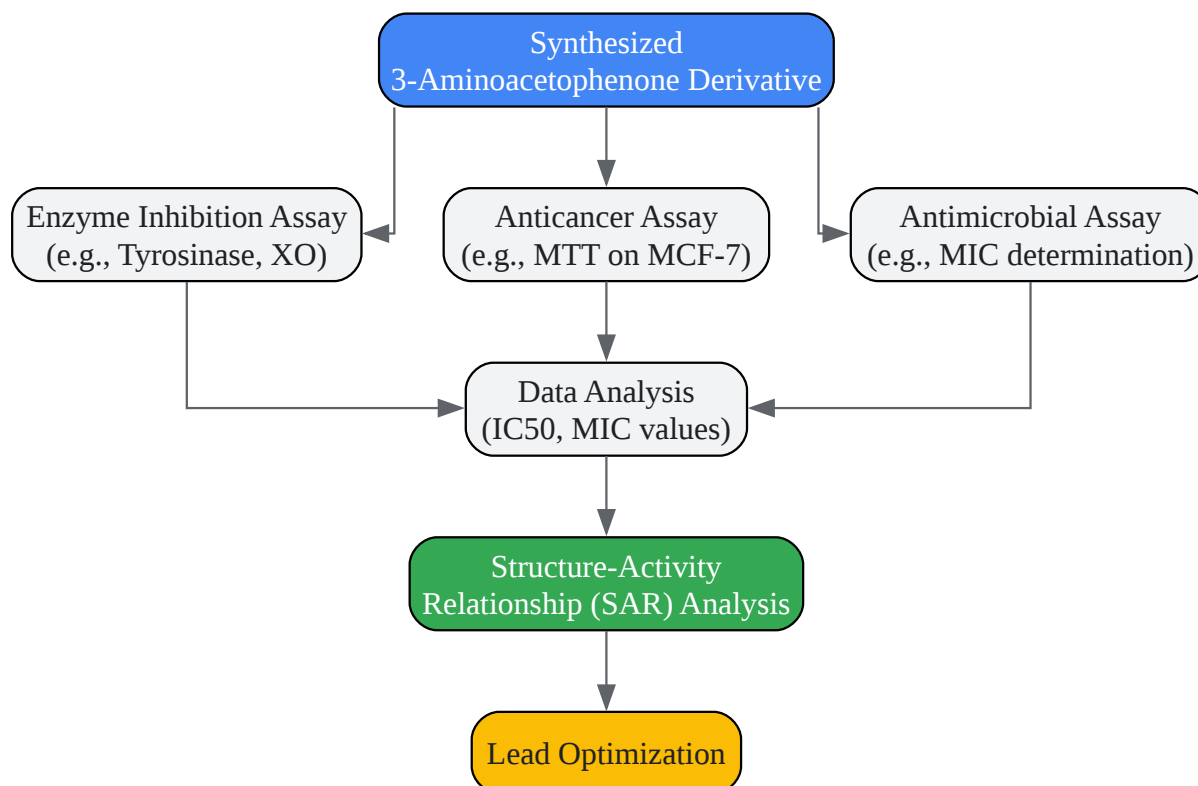 Synthesized
3-Aminoacetophenone Derivative
Enzyme Inhibition Assay
(e.g., Tyrosinase, XO)
Anticancer Assay
(e.g., MTT on MCF-7)
Antimicrobial Assay
(e.g., MIC determination)
Data Analysis
(IC50, MIC values)
Structure-Activity
Relationship (SAR) Analysis
Lead Optimization